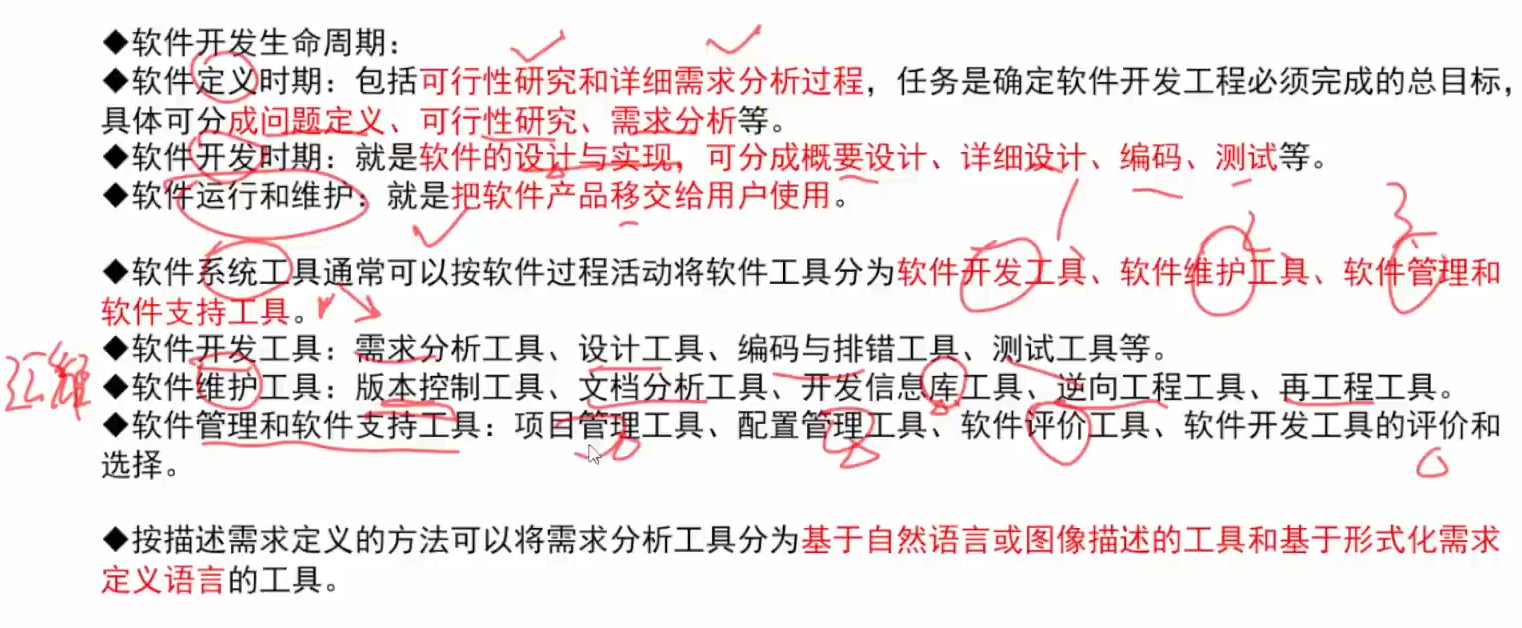 ◆软件开发生命周期：
◆软件定义时期：包括可行性研究和详细需求分析过程，任务是确定软件开发工程必须完成的总目标，
具体可分成问题定义、可行性研究、需求分析等。
◆软件开发时期：就是软件的设计与实现，可分成概要设计、详细设计、编码、测试等。
◆软件运行和维护：就是把软件产品移交给用户使用。
1 2 3
◆软件系统工具通常可以按软件过程活动将软件工具分为软件开发工具、软件维护工具、软件管理和
软件支持工具。
◆软件开发工具：需求分析工具、设计工具、编码与排错工具、测试工具等。
◆软件维护工具：版本控制工具、文档分析工具、开发信息库工具、逆向工程工具、再工程工具。
◆软件管理和软件支持工具：项目管理工具、配置管理工具、软件评价工具、软件开发工具的评价和
选择。
◆按描述需求定义的方法可以将需求分析工具分为基于自然语言或图像描述的工具和基于形式化需求
定义语言的工具。